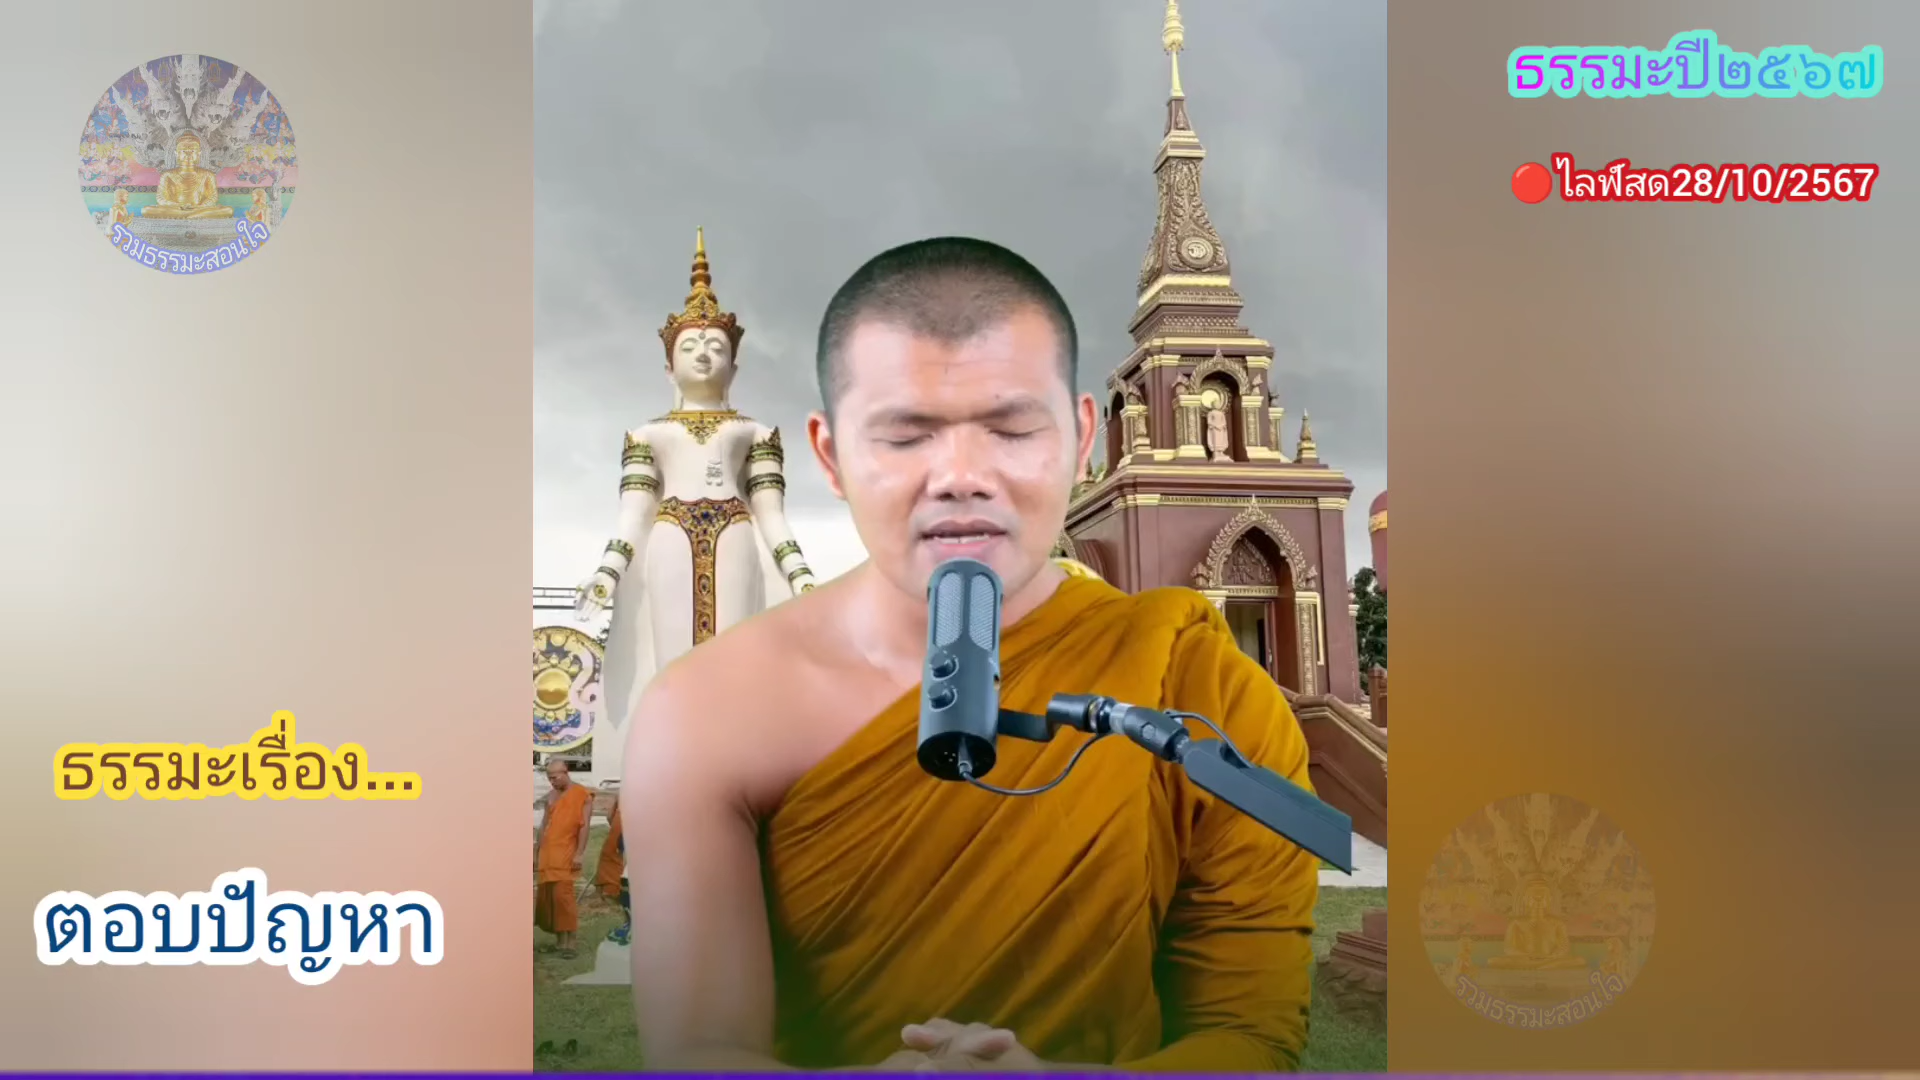 รวมธรรมะสอนใจ
ธรรมะปี๒๕๖๗
ไลฟ์สด28/10/2567
ธรรมะเรื่อง...
ตอบปัญหา
รวมธรรมะสอนใจ